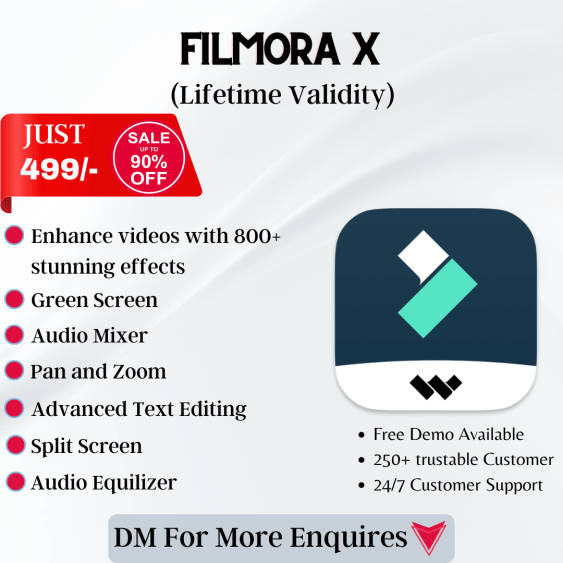 FILMORA X
(Lifetime Validity)
JUST
499/-
SALE
UP TO
90%
OFF
Enhance videos with 800+
stunning effects
Green Screen
Audio Mixer
Pan and Zoom
Advanced Text Editing
Split Screen
Audio Equilizer
Free Demo Available
250+ trustable Customer
24/7 Customer Support
DM For More Enquires